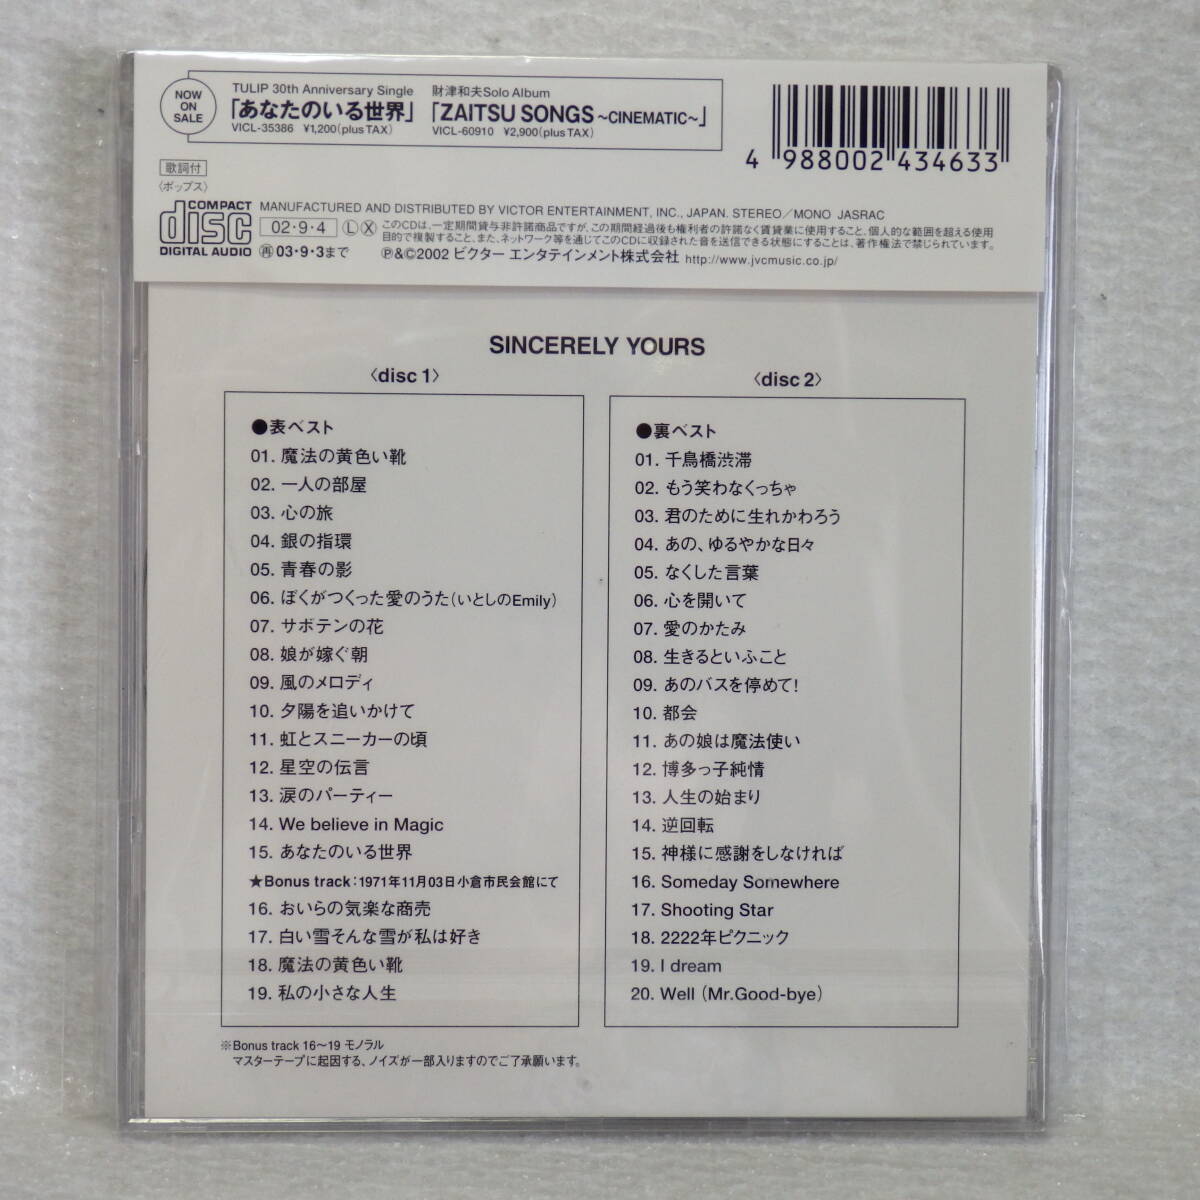 NOW
ON
SALE
TULIP 30th Anniversary Single
「あなたのいる世界」
VICL-35386 ¥1,200(plus TAX)
財津和夫Solo Album
「ZAITSU SONGS ~CINEMATIC~」
VICL-60910 ¥2,900(plus TAX)
4 988002 434633
歌詞付
〈ポップス〉
COMPACT
disc
DIGITAL AUDIO
MANUFACTURED AND DISTRIBUTED BY VICTOR ENTERTAINMENT, INC., JAPAN. STEREO/MONO JASRAC
02・9・4 Ⓛ Ⓧ このCDは、一定期間貸与非許諾商品ですが、この期間経過後も権利者の許諾なく賃貸業に使用すること、個人的な範囲を超える使用
目的で複製すること、また、ネットワーク等を通じてこのCDに収録された音を送信できる状態にすることは、著作権法で禁じられています。
㊢03・9・3まで ℗&©2002 ビクター エンタテインメント株式会社 http://www.jvcmusic.co.jp/
SINCERELY YOURS
〈disc 1〉
●表ベスト
01. 魔法の黄色い靴
02. 一人の部屋
03. 心の旅
04. 銀の指環
05. 青春の影
06. ぼくがつくった愛のうた(いとしのEmily)
07. サボテンの花
08. 娘が嫁ぐ朝
09. 風のメロディ
10. 夕陽を追いかけて
11. 虹とスニーカーの頃
12. 星空の伝言
13. 涙のパーティー
14. We believe in Magic
15. あなたのいる世界
★Bonus track:1971年11月03日小倉市民会館にて
16. おいらの気楽な商売
17. 白い雪そんな雪が私は好き
18. 魔法の黄色い靴
19. 私の小さな人生
〈disc 2〉
●裏ベスト
01. 千鳥橋渋滞
02. もう笑わなくっちゃ
03. 君のために生れかわろう
04. あの、ゆるやかな日々
05. なくした言葉
06. 心を開いて
07. 愛のかたみ
08. 生きるといふこと
09. あのバスを停めて!
10. 都会
11. あの娘は魔法使い
12. 博多っ子純情
13. 人生の始まり
14. 逆回転
15. 神様に感謝をしなければ
16. Someday Somewhere
17. Shooting Star
18. 2222年ピクニック
19. I dream
20. Well (Mr.Good-bye)
※Bonus track 16~19 モノラル
マスターテープに起因する、ノイズが一部入りますのでご了承願います。